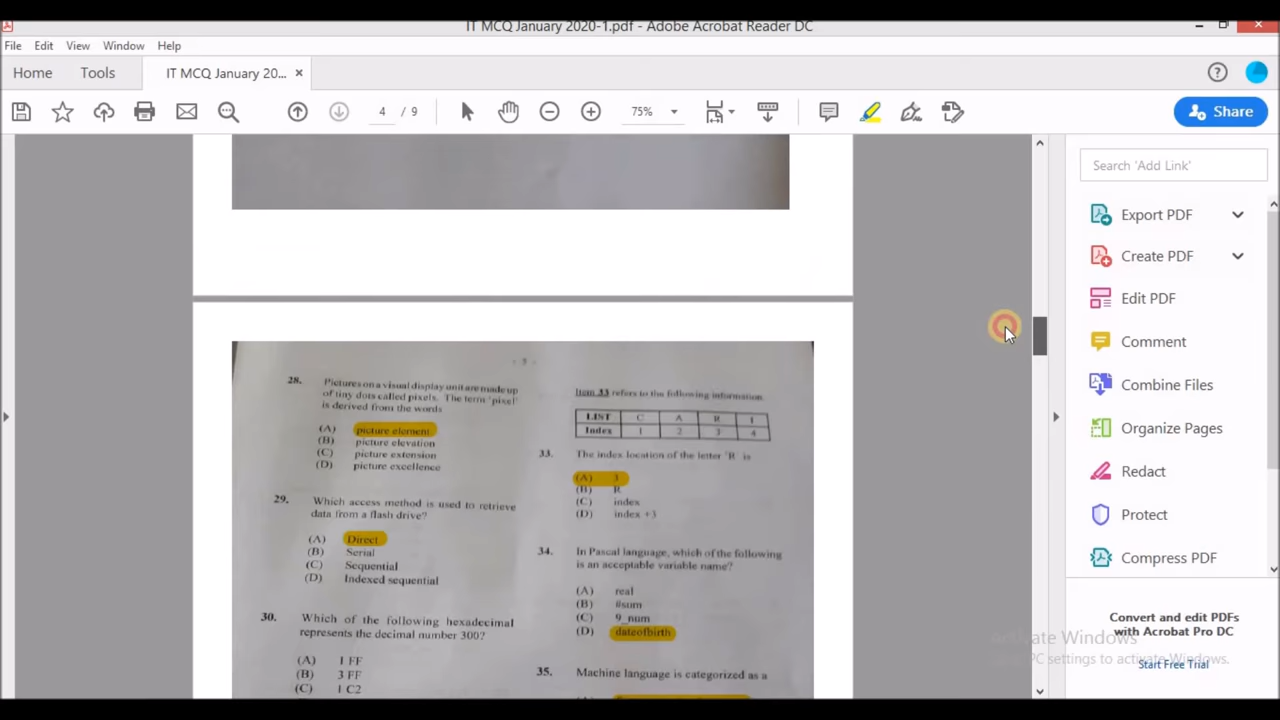 IT MCQ January 2020-1.pdf - Adobe Acrobat Reader DC
File Edit View Window Help
Home Tools IT MCQ January 20... ×
4 / 9 75% Share
Search 'Add Link'
Export PDF
Create PDF
Edit PDF
Comment
Combine Files
Organize Pages
Redact
Protect
Compress PDF
Convert and edit PDFs
with Acrobat Pro DC
Start Free Trial
Activate Windows
PC settings to activate Windows.
28. Pictures on a visual display unit are made up
of tiny dots called pixels. The term 'pixel'
is derived from the words
(A) picture element
(B) picture elevation
(C) picture extension
(D) picture excellence
29. Which access method is used to retrieve
data from a flash drive?
(A) Direct
(B) Serial
(C) Sequential
(D) Indexed sequential
30. Which of the following hexadecimal
represents the decimal number 300?
(A) 1 FF
(B) 3 FF
(C) 1 C2
Item 33 refers to the following information.
LIST C A R I
Index 1 2 3 4
33. The index location of the letter 'R' is
(A) 3
(B) R
(C) index
(D) index +3
34. In Pascal language, which of the following
is an acceptable variable name?
(A) real
(B) #sum
(C) 9_num
(D) dateofbirth
35. Machine language is categorized as a